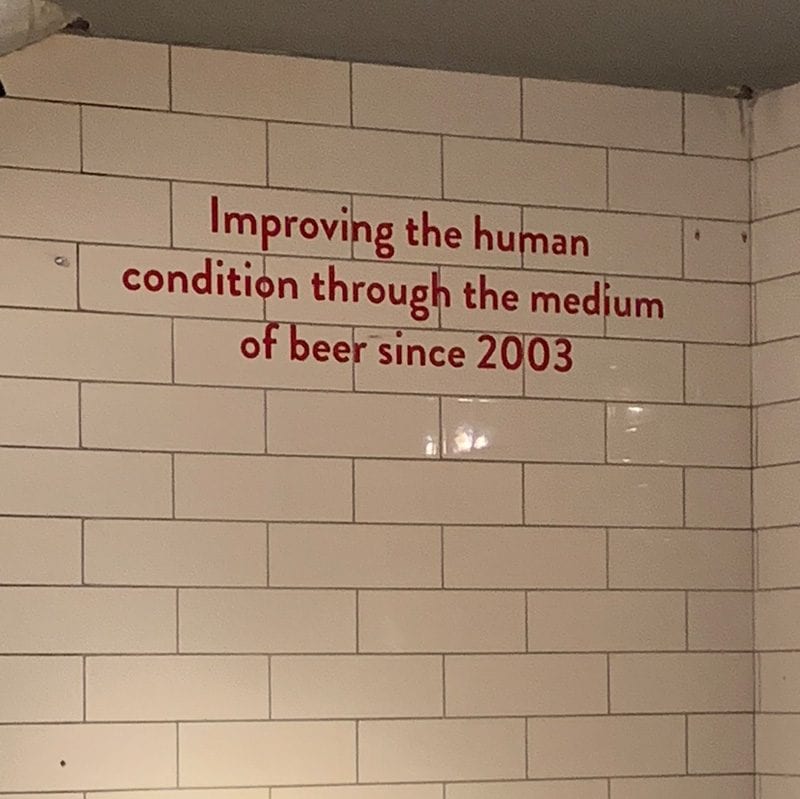 Improving the human
condition through the medium
of beer since 2003